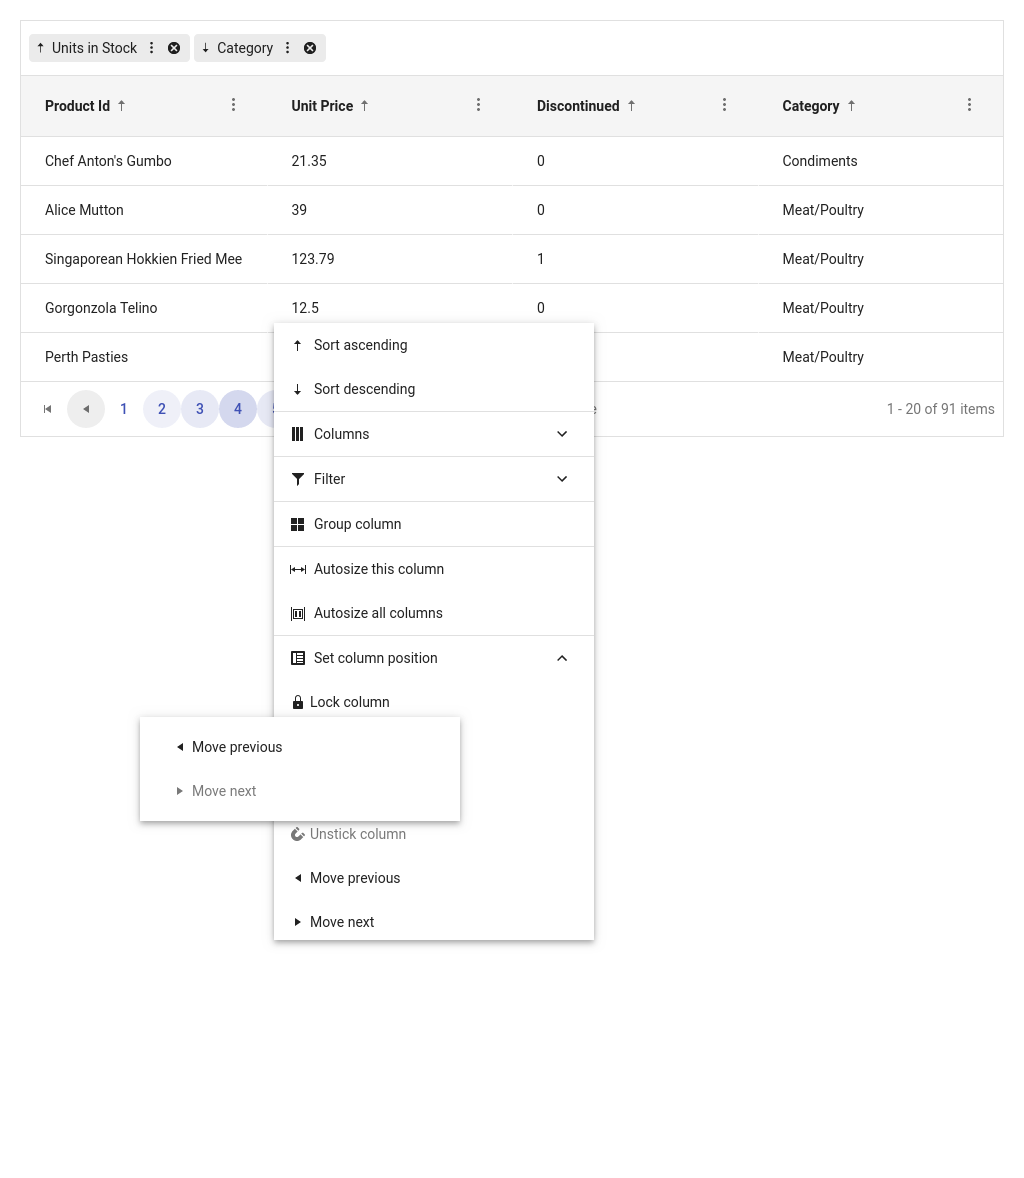 Units in Stock Category
Product Id Unit Price Discontinued Category
Chef Anton's Gumbo 21.35 0 Condiments
Alice Mutton 39 0 Meat/Poultry
Singaporean Hokkien Fried Mee 123.79 1 Meat/Poultry
Gorgonzola Telino 12.5 0 Meat/Poultry
Perth Pasties Meat/Poultry
1 2 3 4 1 - 20 of 91 items
Sort ascending
Sort descending
Columns
Filter
Group column
Autosize this column
Autosize all columns
Set column position
Lock column
Move previous
Move next
Unstick column
Move previous
Move next